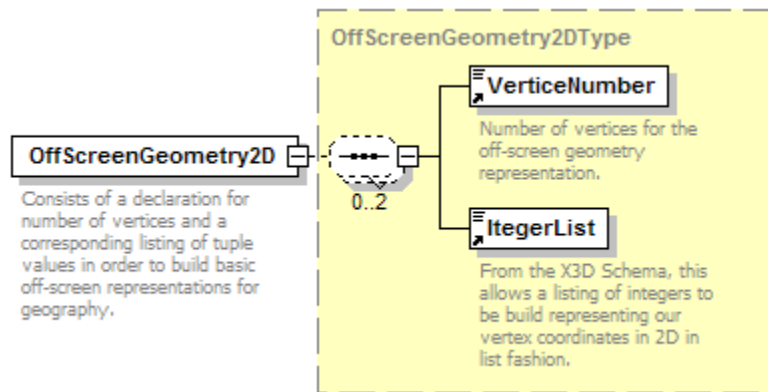 OffScreenGeometry2DType
VerticeNumber
Number of vertices for the
off-screen geometry
representation.
OffScreenGeometry2D
0..2
Consists of a declaration for
number of vertices and a
corresponding listing of tuple
values in order to build basic
off-screen representations for
geography.
ItegerList
From the X3D Schema, this
allows a listing of integers to
be build representing our
vertex coordinates in 2D in
list fashion.